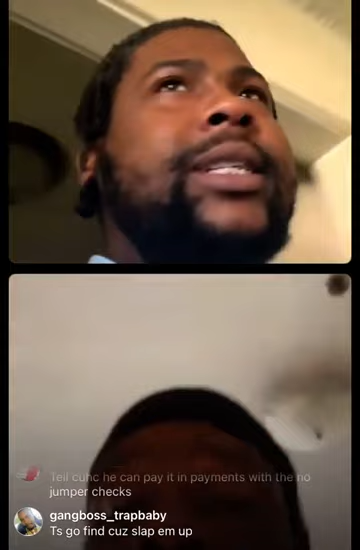 Tell cuhc he can pay it in payments with the no
jumper checks
gangboss_trapbaby
Ts go find cuz slap em up